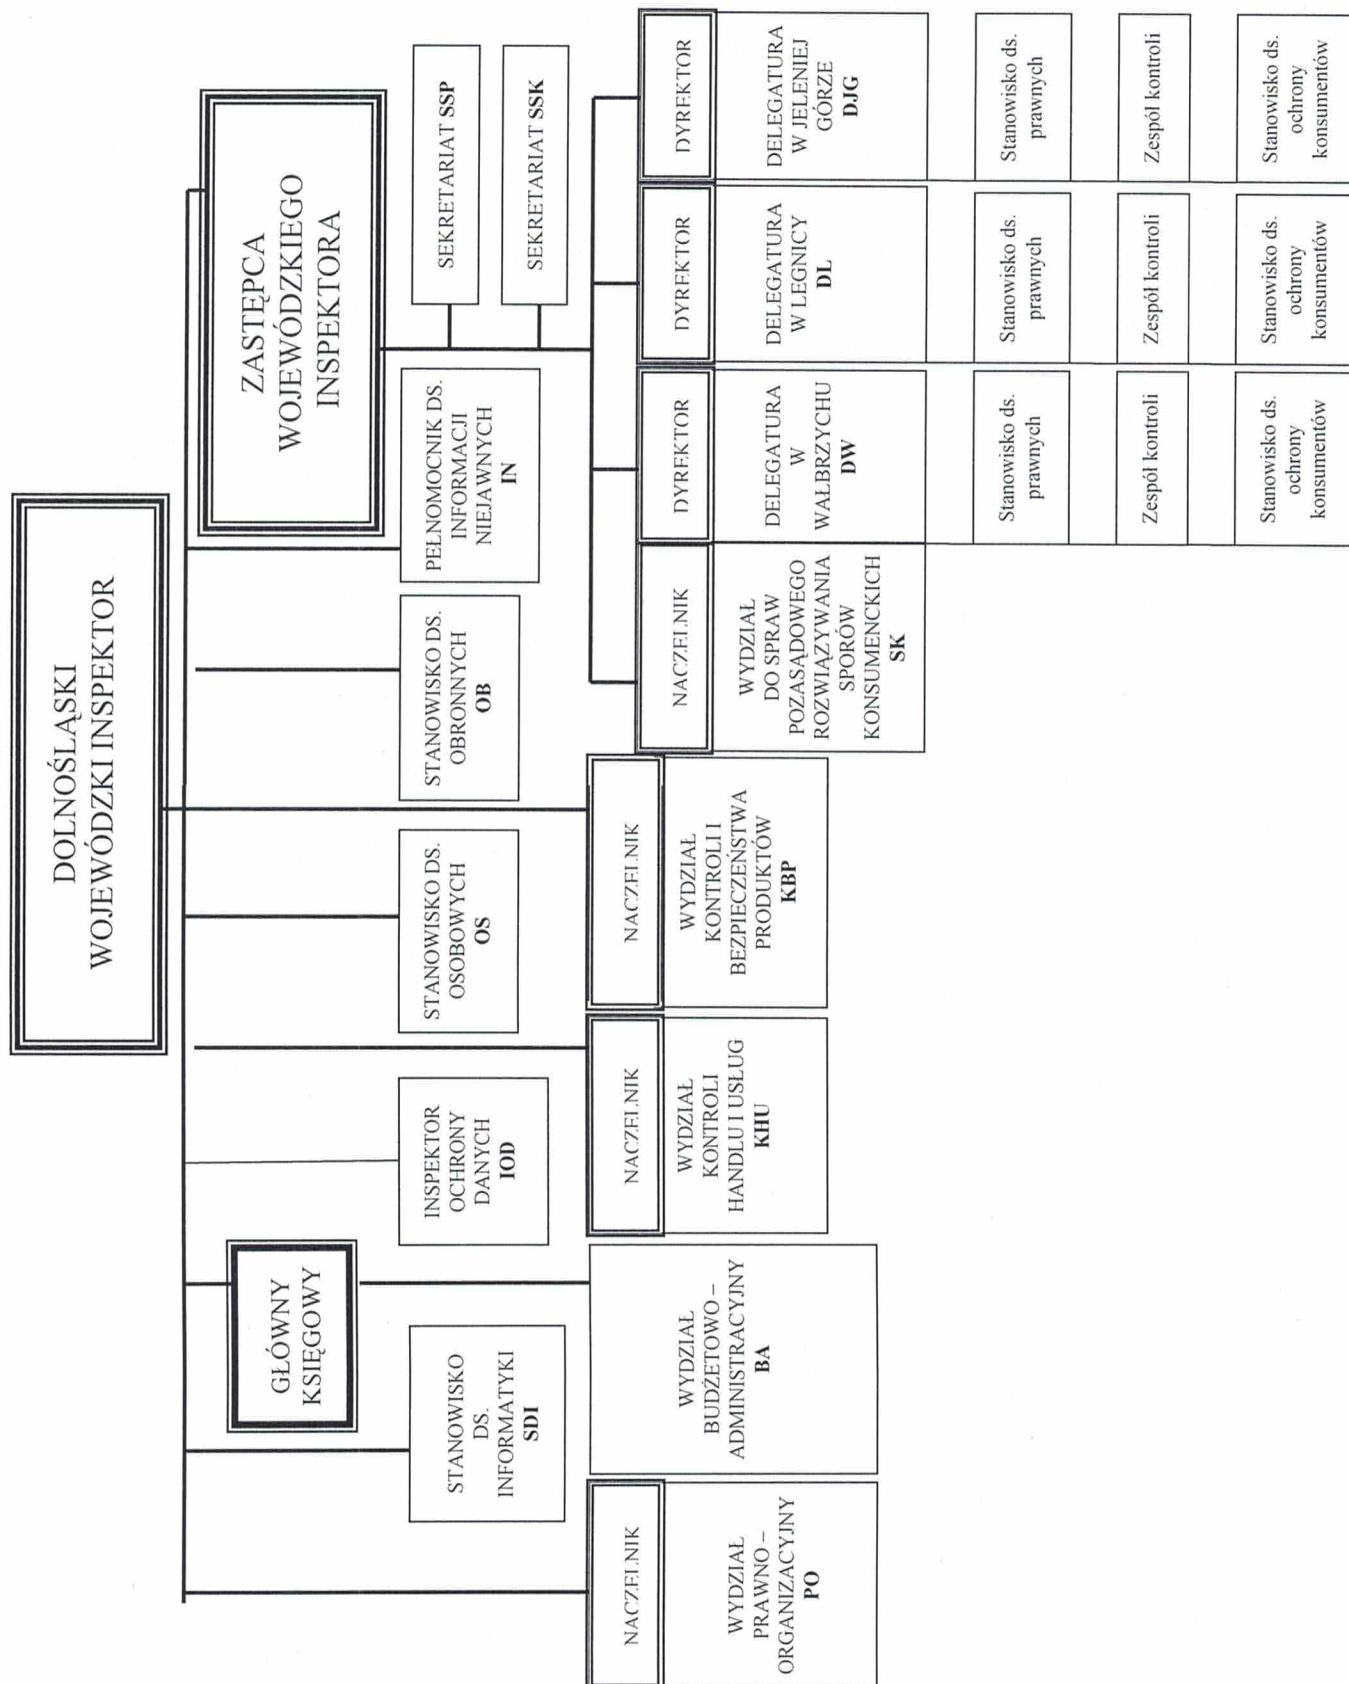 DOLNOŚLĄSKI
WOJEWÓDZKI INSPEKTOR
ZASTĘPCA
WOJEWÓDZKIEGO
INSPEKTORA
GŁÓWNY
KSIĘGOWY
SEKRETARIAT SSP
SEKRETARIAT SSK
STANOWISKO
DS.
INFORMATYKI
SDI
INSPEKTOR
OCHRONY
DANYCH
IOD
STANOWISKO DS.
OSOBOWYCH
OS
STANOWISKO DS.
OBRONNYCH
OB
PEŁNOMOCNIK DS.
INFORMACJI
NIEJAWNYCH
IN
NACZELNIK
WYDZIAŁ
PRAWNO –
ORGANIZACYJNY
PO
WYDZIAŁ
BUDŻETOWO –
ADMINISTRACYJNY
BA
NACZELNIK
WYDZIAŁ
KONTROLI
HANDLU I USŁUG
KHU
NACZELNIK
WYDZIAŁ
KONTROLI I
BEZPIECZEŃSTWA
PRODUKTÓW
KBP
NACZELNIK
WYDZIAŁ
DO SPRAW
POZASĄDOWEGO
ROZWIĄZYWANIA
SPORÓW
KONSUMENCKICH
SK
DYREKTOR
DELEGATURA
W
WAŁBRZYCHU
DW
Stanowisko ds.
prawnych
Zespół kontroli
Stanowisko ds.
ochrony
konsumentów
DYREKTOR
DELEGATURA
W LEGNICY
DL
Stanowisko ds.
prawnych
Zespół kontroli
Stanowisko ds.
ochrony
konsumentów
DYREKTOR
DELEGATURA
W JELENIEJ
GÓRZE
DJG
Stanowisko ds.
prawnych
Zespół kontroli
Stanowisko ds.
ochrony
konsumentów